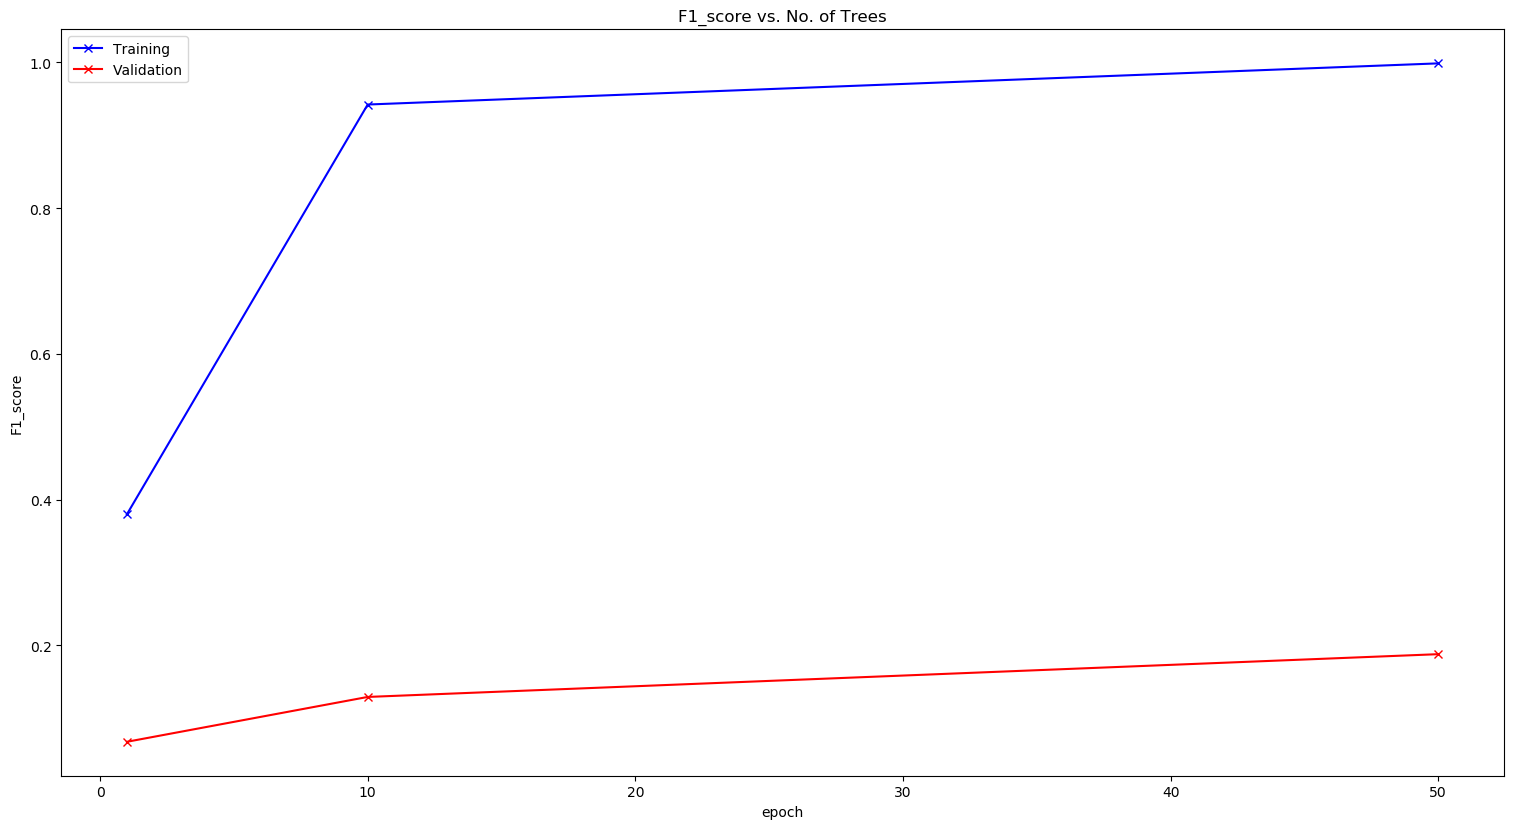 F1_score vs. No. of Trees
Training
Validation
1.0
0.8
0.6
0.4
0.2
F1_score
0 10 20 30 40 50
epoch